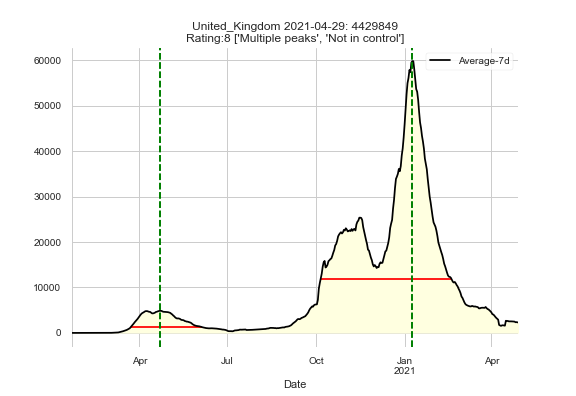 United_Kingdom 2021-04-29: 4429849
Rating:8 ['Multiple peaks', 'Not in control']
Average-7d
60000
50000
40000
30000
20000
10000
0
Apr
Jul
Oct
Jan
2021
Apr
Date